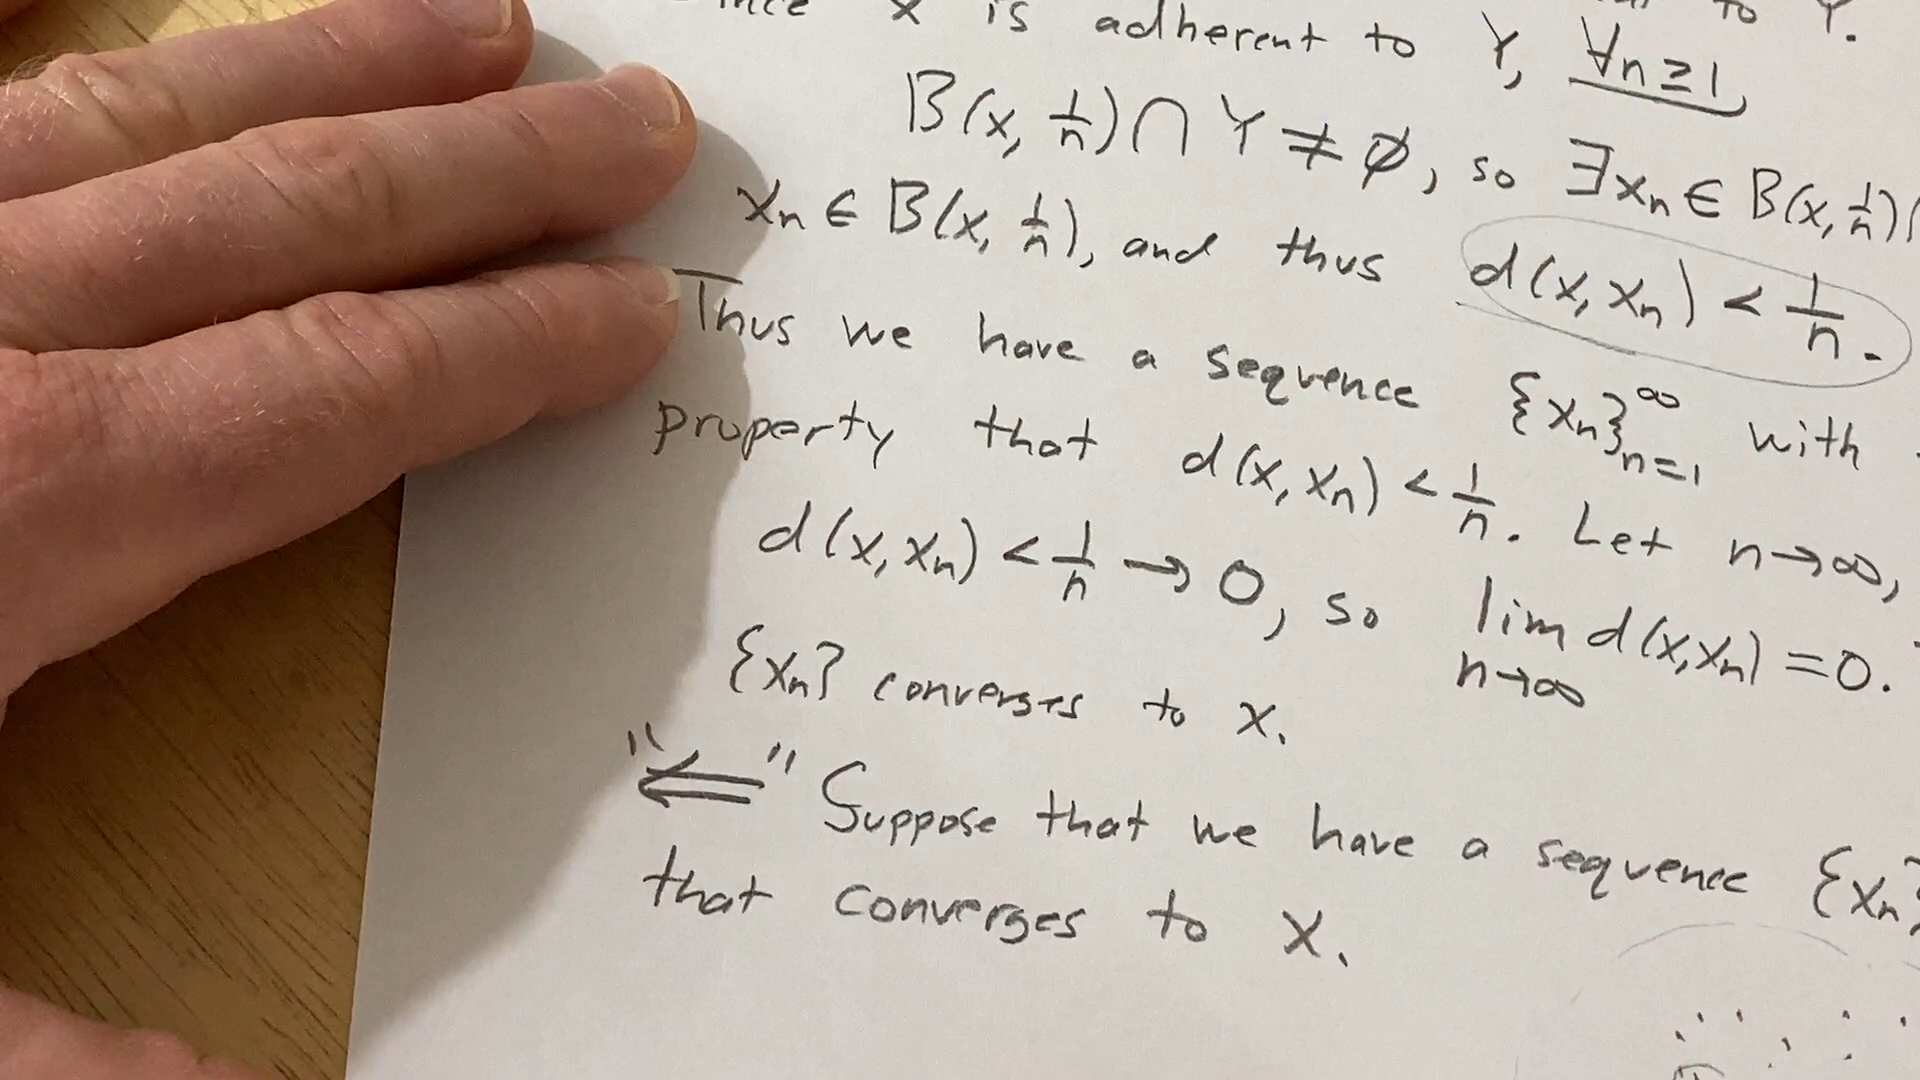 x is adherent to Y, ∀n≥1,
B(x, 1/n) ∩ Y ≠ ∅, so ∃xn ∈ B(x, 1/n)
xn ∈ B(x, 1/n), and thus d(x, xn) < 1/n.
Thus we have a sequence {xn}∞n=1 with
property that d(x, xn) < 1/n. Let n→∞,
d(x, xn) < 1/n → 0, so lim n→∞ d(x, xn) = 0.
{xn} converges to x.
"⟸" Suppose that we have a sequence {xn}
that converges to x.